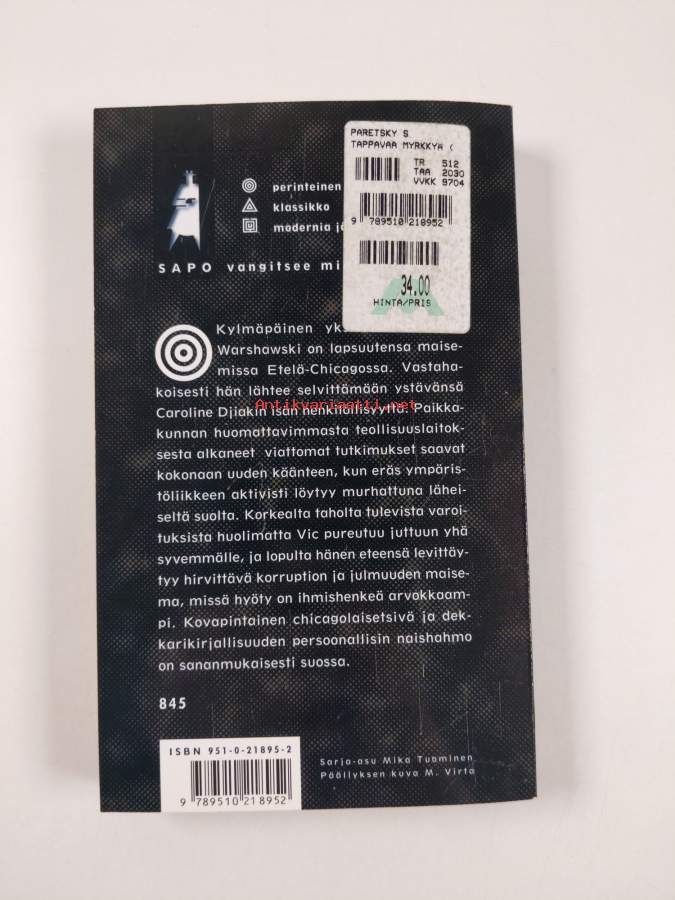 PARETSKY S
TAPPAVAA MYRKKYÄ (
TR 512
TAA 2030
VVKK 9704
9 789510 218952
34.00
HINTA/PRIS
perinteinen
klassikko
modernia jä
SAPO vangitsee mi
Kylmäpäinen yk
Warshawski on lapsuutensa maise-
missa Etelä-Chicagossa. Vastaha-
koisesti hän lähtee selvittämään ystävänsä
Caroline Djiakin isän henkilöllisyyttä. Paikka-
Antikvariaatti.net
kunnan huomattavimmasta teollisuuslaitok-
sesta alkaneet viattomat tutkimukset saavat
kokonaan uuden käänteen, kun eräs ympäris-
töliikkeen aktivisti löytyy murhattuna lähei-
seltä suolta. Korkealta taholta tulevista varoi-
tuksista huolimatta Vic pureutuu juttuun yhä
syvemmälle, ja lopulta hänen eteensä levittäy-
tyy hirvittävä korruption ja julmuuden maise-
ma, missä hyöty on ihmishenkeä arvokkaam-
pi. Kovapintainen chicagolaisetsivä ja dek-
karikirjallisuuden persoonallisin naishahmo
on sananmukaisesti suossa.
845
ISBN 951-0-21895-2
9 789510 218952
Sarja-asu Mika Tuominen
Päällyksen kuva M. Virta